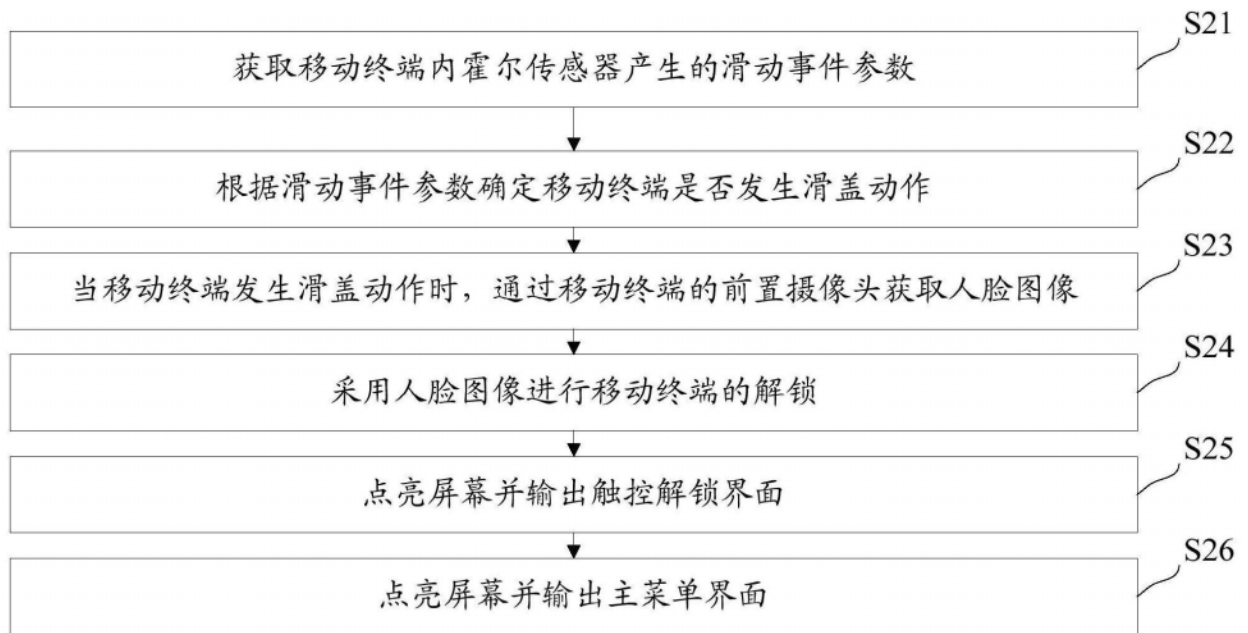 S21
获取移动终端内霍尔传感器产生的滑动事件参数
S22
根据滑动事件参数确定移动终端是否发生滑盖动作
S23
当移动终端发生滑盖动作时，通过移动终端的前置摄像头获取人脸图像
S24
采用人脸图像进行移动终端的解锁
S25
点亮屏幕并输出触控解锁界面
S26
点亮屏幕并输出主菜单界面